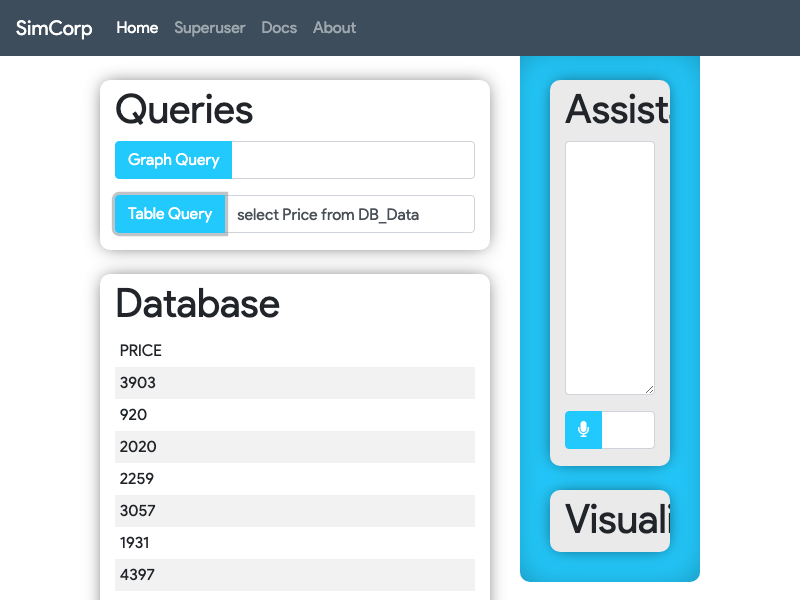 SimCorp Home Superuser Docs About
Queries
Graph Query
Table Query select Price from DB_Data
Database
PRICE
3903
920
2020
2259
3057
1931
4397
Assist
Visuali